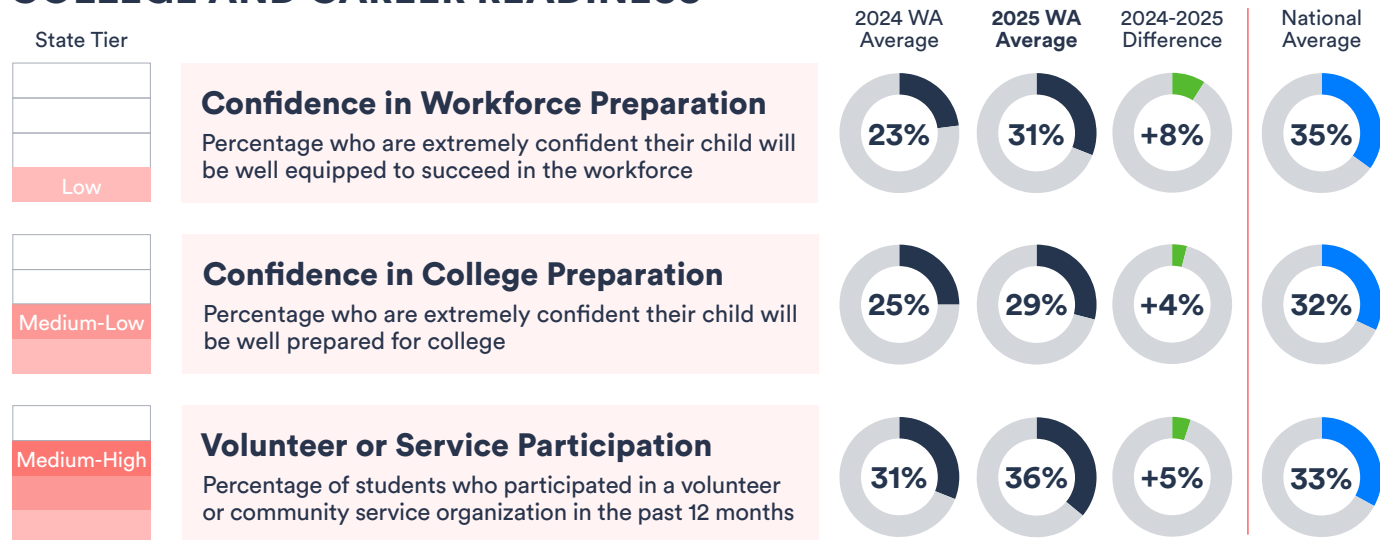 COLLEGE AND CAREER READINESS
State Tier
2024 WA
Average
2025 WA
Average
2024-2025
Difference
National
Average
Low
Confidence in Workforce Preparation
Percentage who are extremely confident their child will
be well equipped to succeed in the workforce
23%
31%
+8%
35%
Medium-Low
Confidence in College Preparation
Percentage who are extremely confident their child will
be well prepared for college
25%
29%
+4%
32%
Medium-High
Volunteer or Service Participation
Percentage of students who participated in a volunteer
or community service organization in the past 12 months
31%
36%
+5%
33%